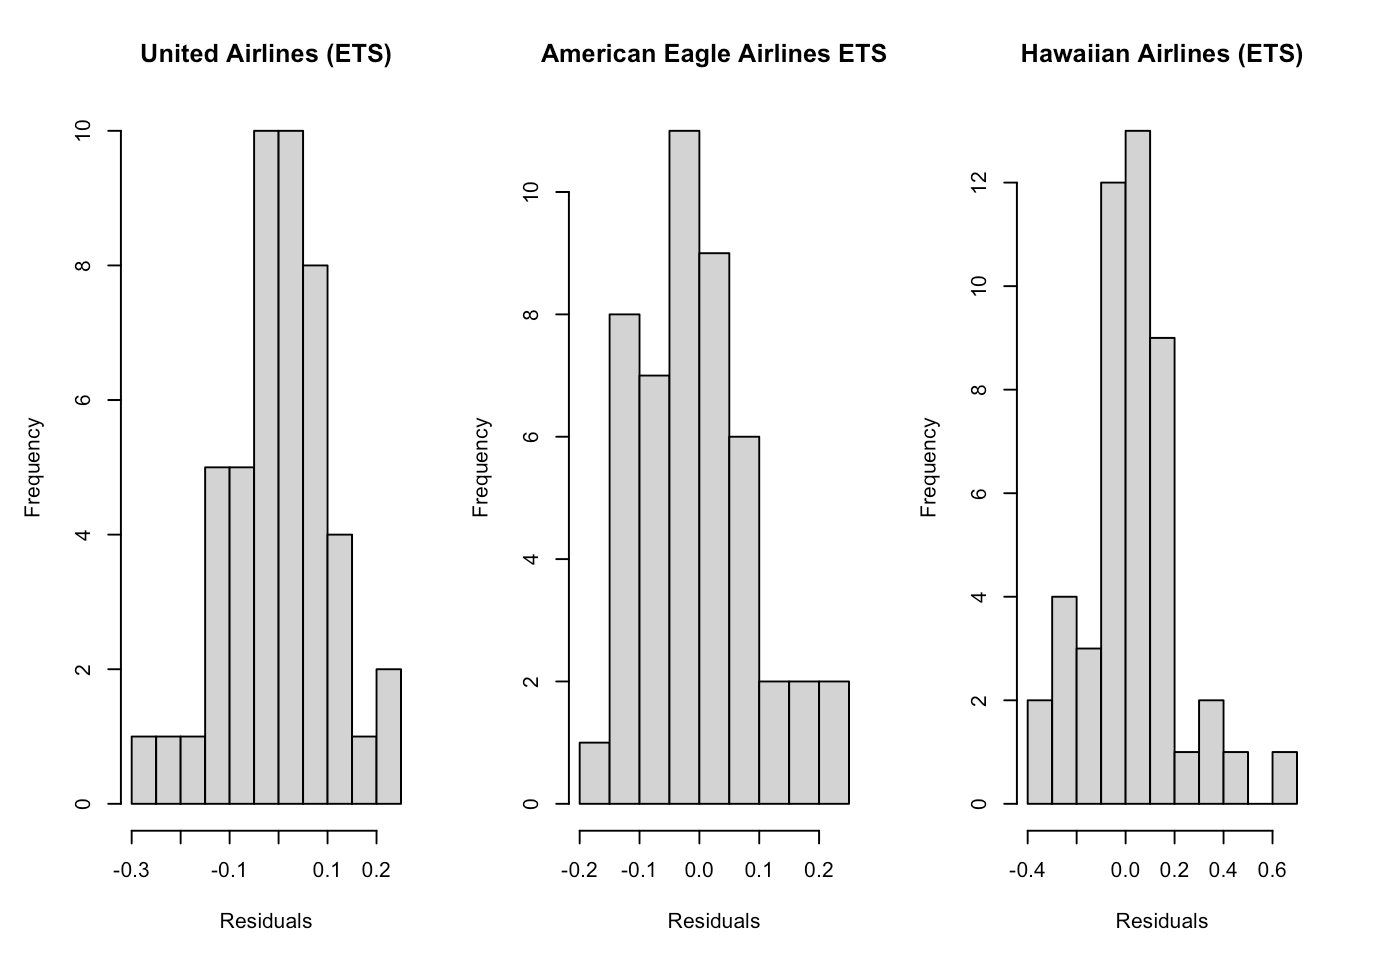 United Airlines (ETS)
Frequency
0 2 4 6 8 10
-0.3 -0.1 0.1 0.2
Residuals
American Eagle Airlines ETS
Frequency
0 2 4 6 8 10
-0.2 -0.1 0.0 0.1 0.2
Residuals
Hawaiian Airlines (ETS)
Frequency
0 2 4 6 8 10 12
-0.4 0.0 0.2 0.4 0.6
Residuals